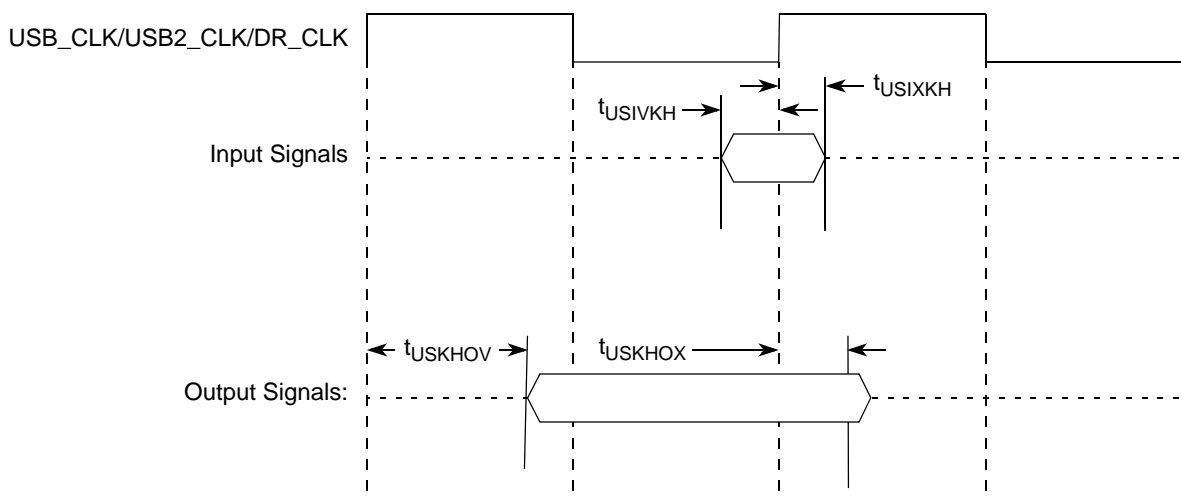 USB_CLK/USB2_CLK/DR_CLK
tUSIXKH
tUSIVKH
Input Signals
tUSKHOV
tUSKHOX
Output Signals: